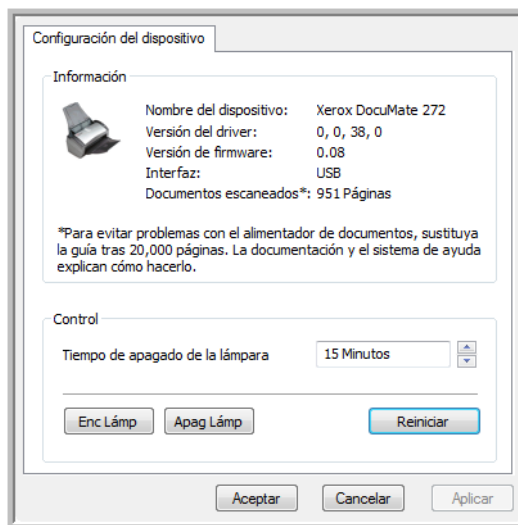 Configuración del dispositivo
Información
Nombre del dispositivo: Xerox DocuMate 272
Versión del driver: 0, 0, 38, 0
Versión de firmware: 0.08
Interfaz: USB
Documentos escaneados*: 951 Páginas
*Para evitar problemas con el alimentador de documentos, sustituya
la guía tras 20,000 páginas. La documentación y el sistema de ayuda
explican cómo hacerlo.
Control
Tiempo de apagado de la lámpara 15 Minutos
Enc Lámp Apag Lámp Reiniciar
Aceptar Cancelar Aplicar